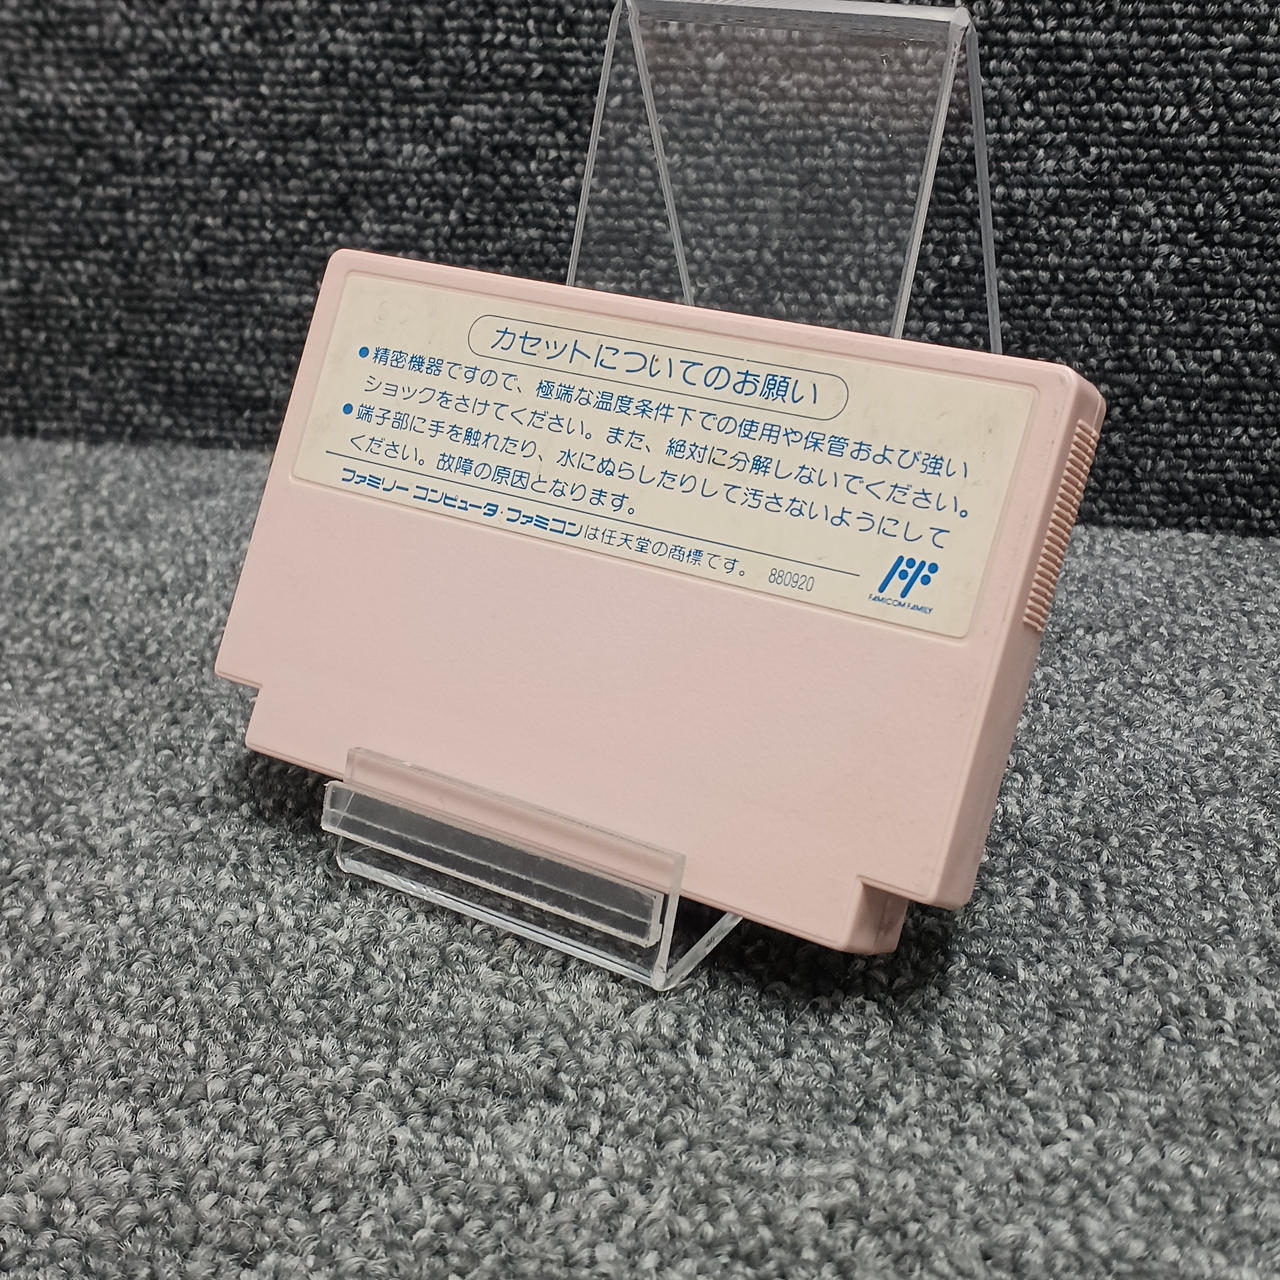 カセットについてのお願い
●精密機器ですので、極端な温度条件下での使用や保管および強い
ショックをさけてください。また、絶対に分解しないでください。
●端子部に手を触れたり、水にぬらしたりして汚さないようにして
ください。故障の原因となります。
ファミリーコンピュータ・ファミコンは任天堂の商標です。 880920
FAMICOM FAMILY